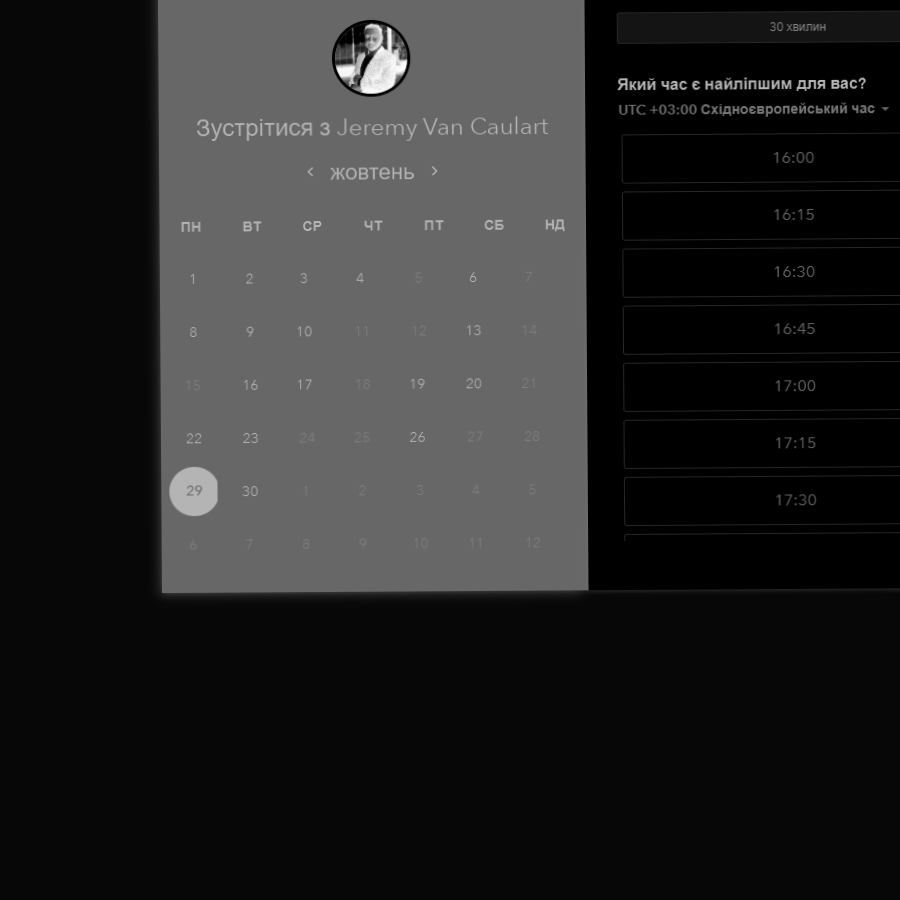 Зустрітися з Jeremy Van Caulart
‹ жовтень ›
ПН ВТ СР ЧТ ПТ СБ НД
1 2 3 4 5 6 7
8 9 10 11 12 13 14
15 16 17 18 19 20 21
22 23 24 25 26 27 28
29 30 1 2 3 4 5
6 7 8 9 10 11 12
30 хвилин
Який час є найліпшим для вас?
UTC +03:00 Східноєвропейський час
16:00
16:15
16:30
16:45
17:00
17:15
17:30